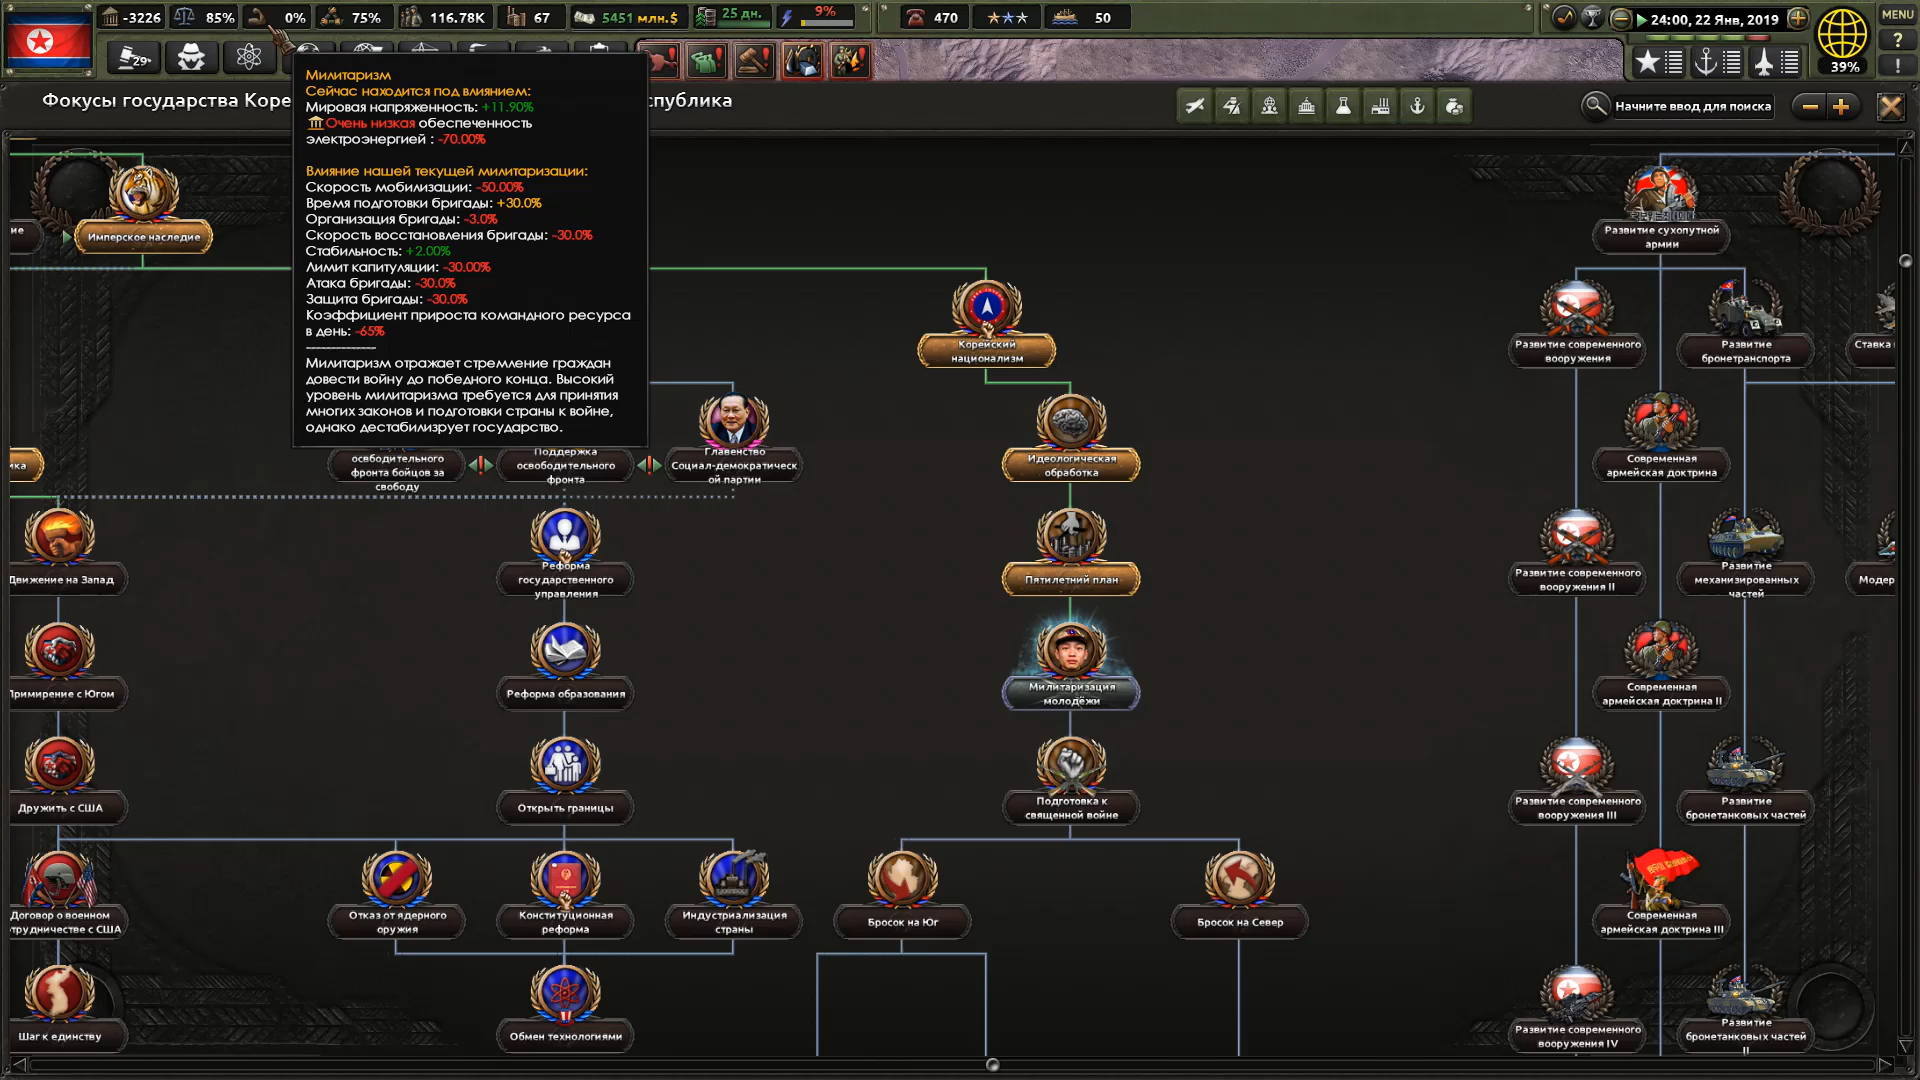 -3226
85%
0%
75%
116.78K
67
5451 млн.$
25 дн.
9%
470
50
24:00, 22 Янв, 2019
MENU
?
!
39%
29
Фокусы государства Коре
спублика
Начните ввод для поиска
Милитаризм
Сейчас находится под влиянием:
Мировая напряженность: +11.90%
Очень низкая обеспеченность
электроэнергией : -70.00%
Влияние нашей текущей милитаризации:
Скорость мобилизации: -50.00%
Время подготовки бригады: +30.0%
Организация бригады: -3.0%
Скорость восстановления бригады: -30.0%
Стабильность: +2.00%
Лимит капитуляции: -30.00%
Атака бригады: -30.0%
Защита бригады: -30.0%
Коэффициент прироста командного ресурса
в день: -65%
--------------
Милитаризм отражает стремление граждан
довести войну до победного конца. Высокий
уровень милитаризма требуется для принятия
многих законов и подготовки страны к войне,
однако дестабилизрует государство.
ие
Имперское наследие
Развитие сухопутной
армии
Корейский
национализм
Развитие современного
вооружения
Развитие
бронетранспорта
Ставка
ика
освободительного
фронта бойцов за
свободу
Поддержка
освободительного
фронта
Главенство
Социал-демократическ
ой партии
Идеологическая
обработка
Современная
армейская доктрина
Движение на Запад
Реформа
государственного
управления
Пятилетний план
Развитие современного
вооружения II
Развитие
механизированных
частей
Модер
Примирение с Югом
Реформа образования
Милитаризация
молодёжи
Современная
армейская доктрина II
Дружить с США
Открыть границы
Подготовка к
священной войне
Развитие современного
вооружения III
Развитие
бронетанковых частей
Договор о военном
отрудничестве с США
Отказ от ядерного
оружия
Конституционная
реформа
Индустриализация
страны
Бросок на Юг
Бросок на Север
Современная
армейская доктрина III
Шаг к единству
Обмен технологиями
Развитие современного
вооружения IV
Развитие
бронетанковых частей
II